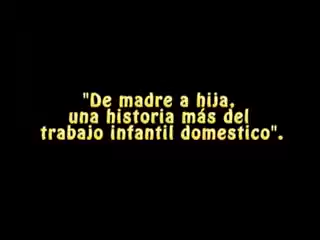 "De madre a hija,
una historia más del
trabajo infantil domestico".